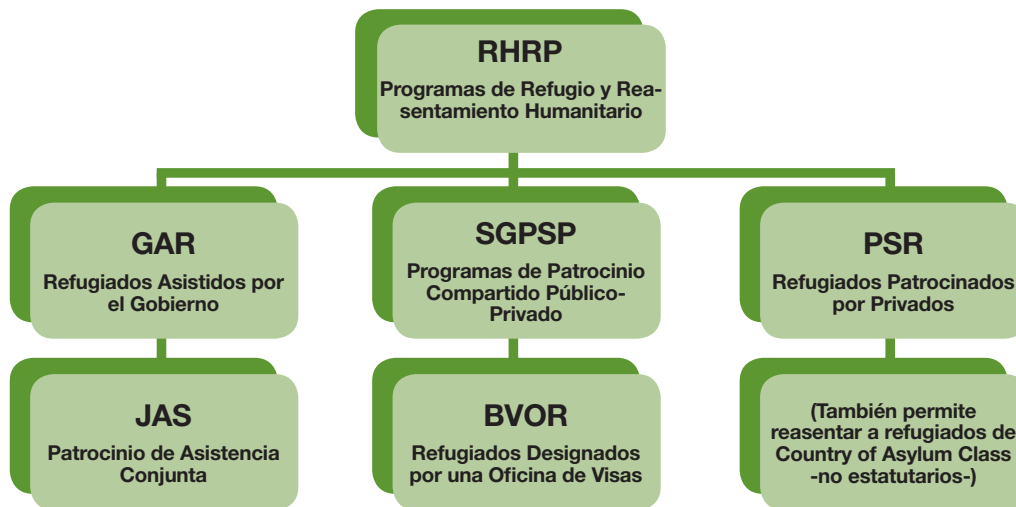 RHRP
Programas de Refugio y Rea-
sentamiento Humanitario
GAR
Refugiados Asistidos por
el Gobierno
SGPSP
Programas de Patrocinio
Compartido Público-
Privado
PSR
Refugiados Patrocinados
por Privados
JAS
Patrocinio de Asistencia
Conjunta
BVOR
Refugiados Designados
por una Oficina de Visas
(También permite
reasentar a refugiados de
Country of Asylum Class
-no estatutarios-)